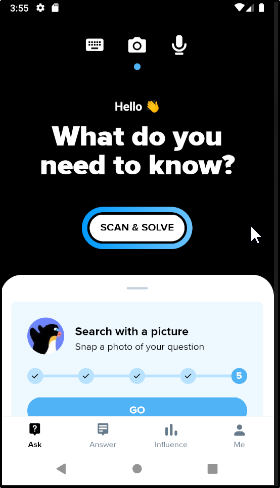 3:55
Hello 👋
What do you
need to know?
SCAN & SOLVE
Search with a picture
Snap a photo of your question
5
GO
Ask
Answer
Influence
Me